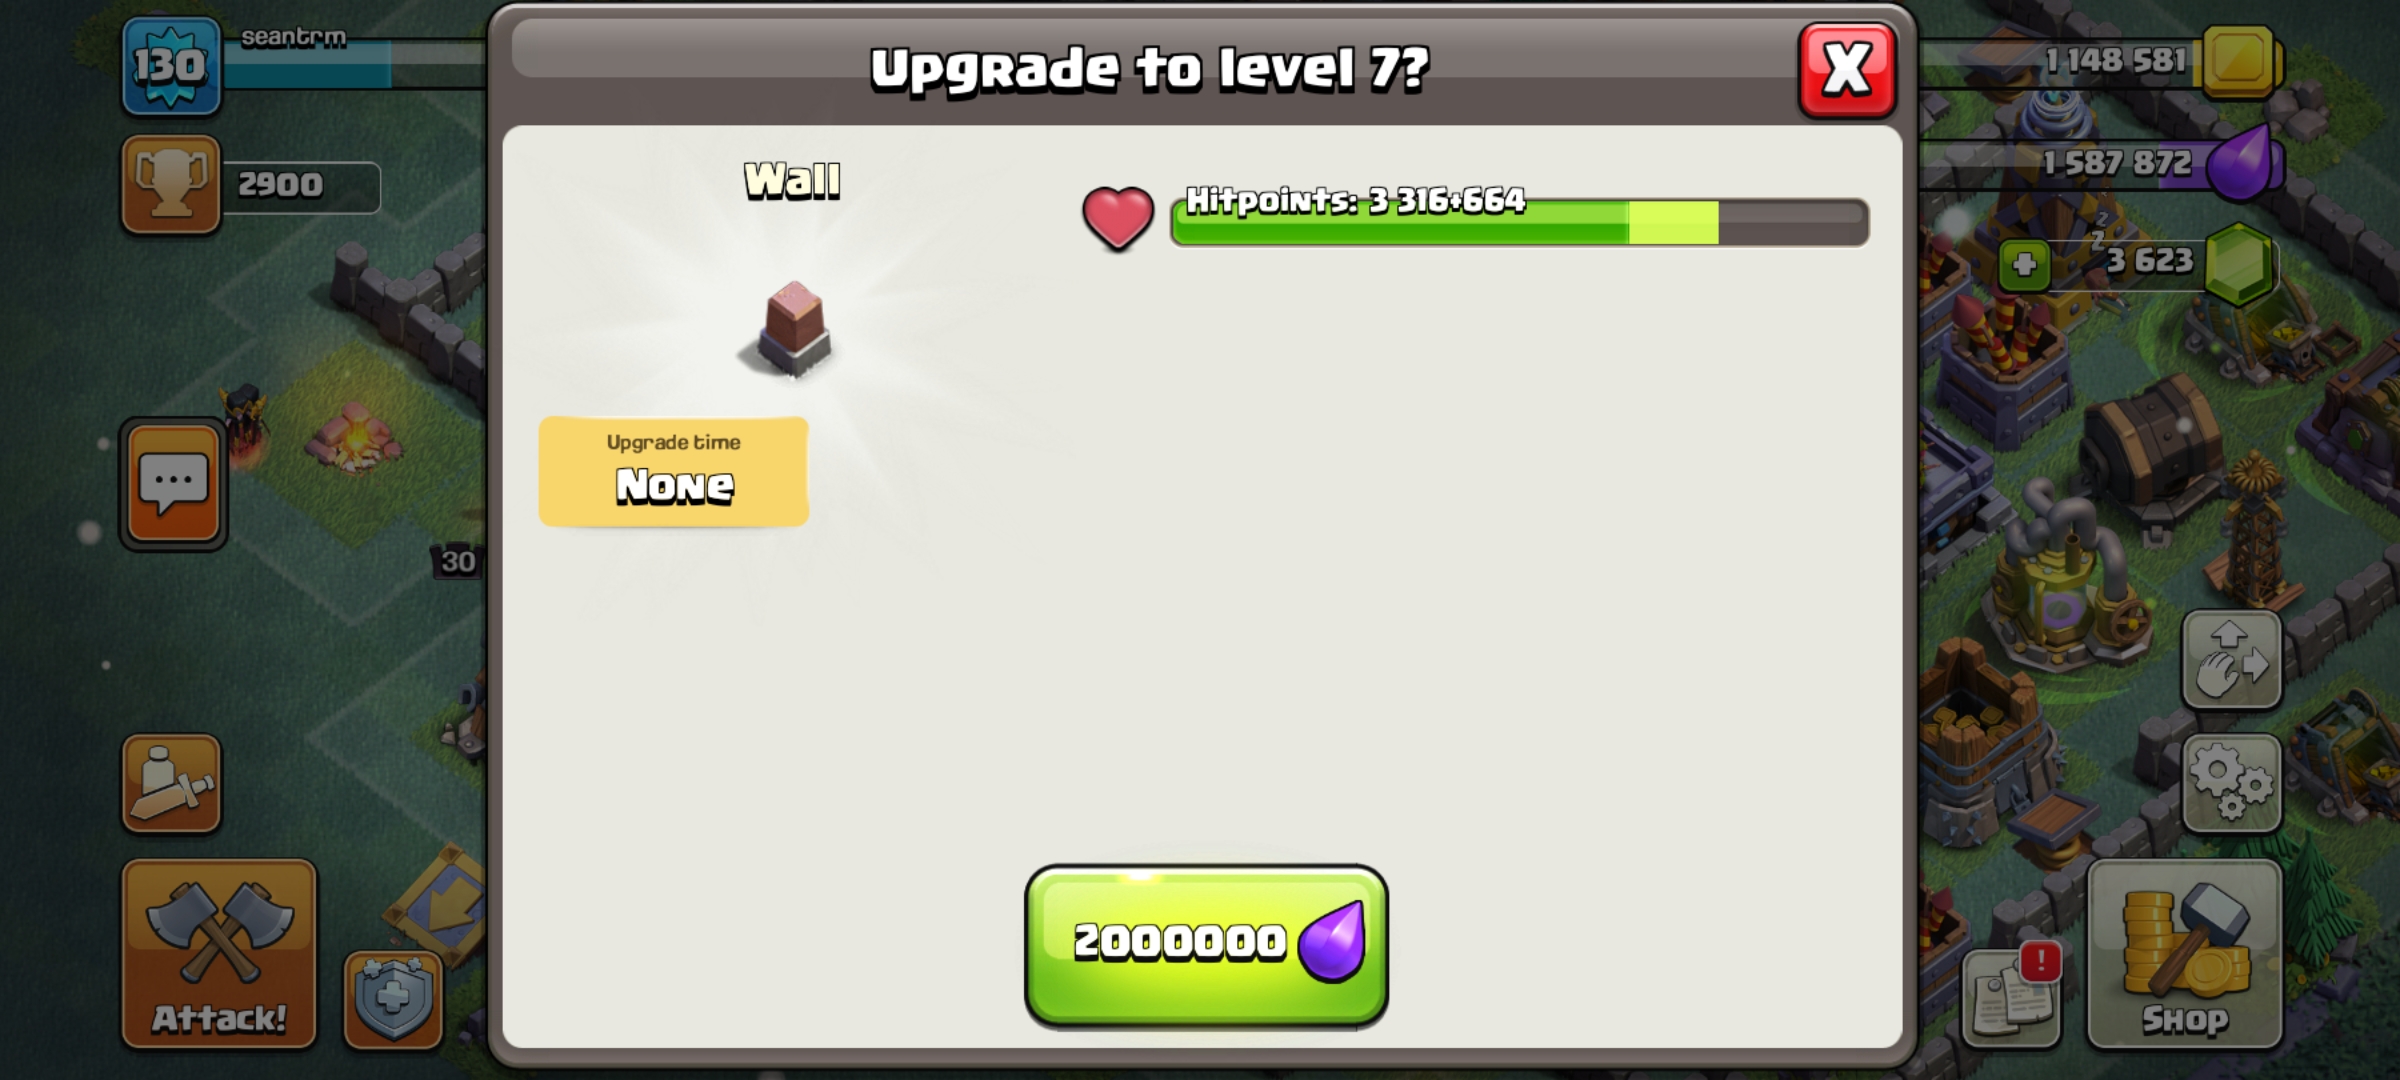 130
seantrm
2900
30
Attack!
Upgrade to level 7?
X
Wall
Hitpoints: 3 316+664
Upgrade time
None
2000000
1 148 581
1 587 872
z
z
3 623
!
Shop